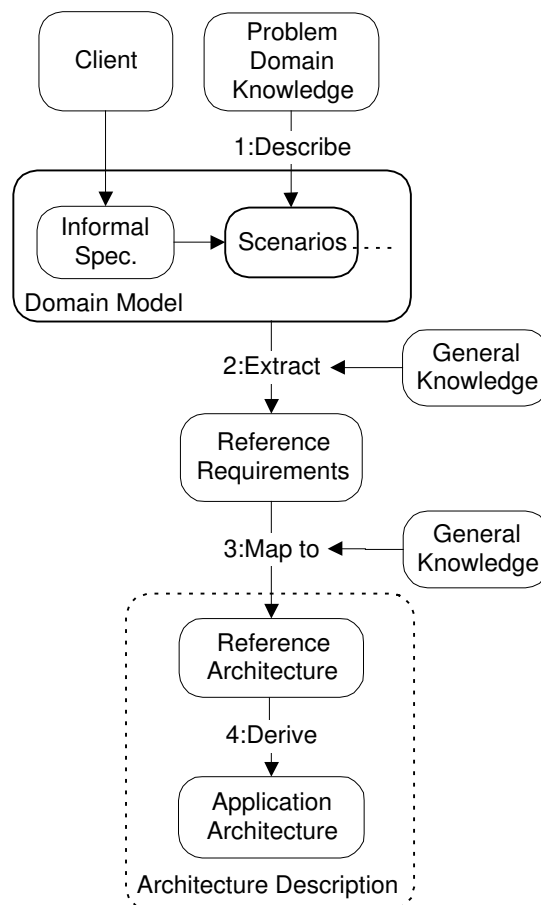 Client
Problem
Domain
Knowledge
1:Describe
Informal
Spec.
Scenarios
Domain Model
2:Extract
General
Knowledge
Reference
Requirements
3:Map to
General
Knowledge
Reference
Architecture
4:Derive
Application
Architecture
Architecture Description